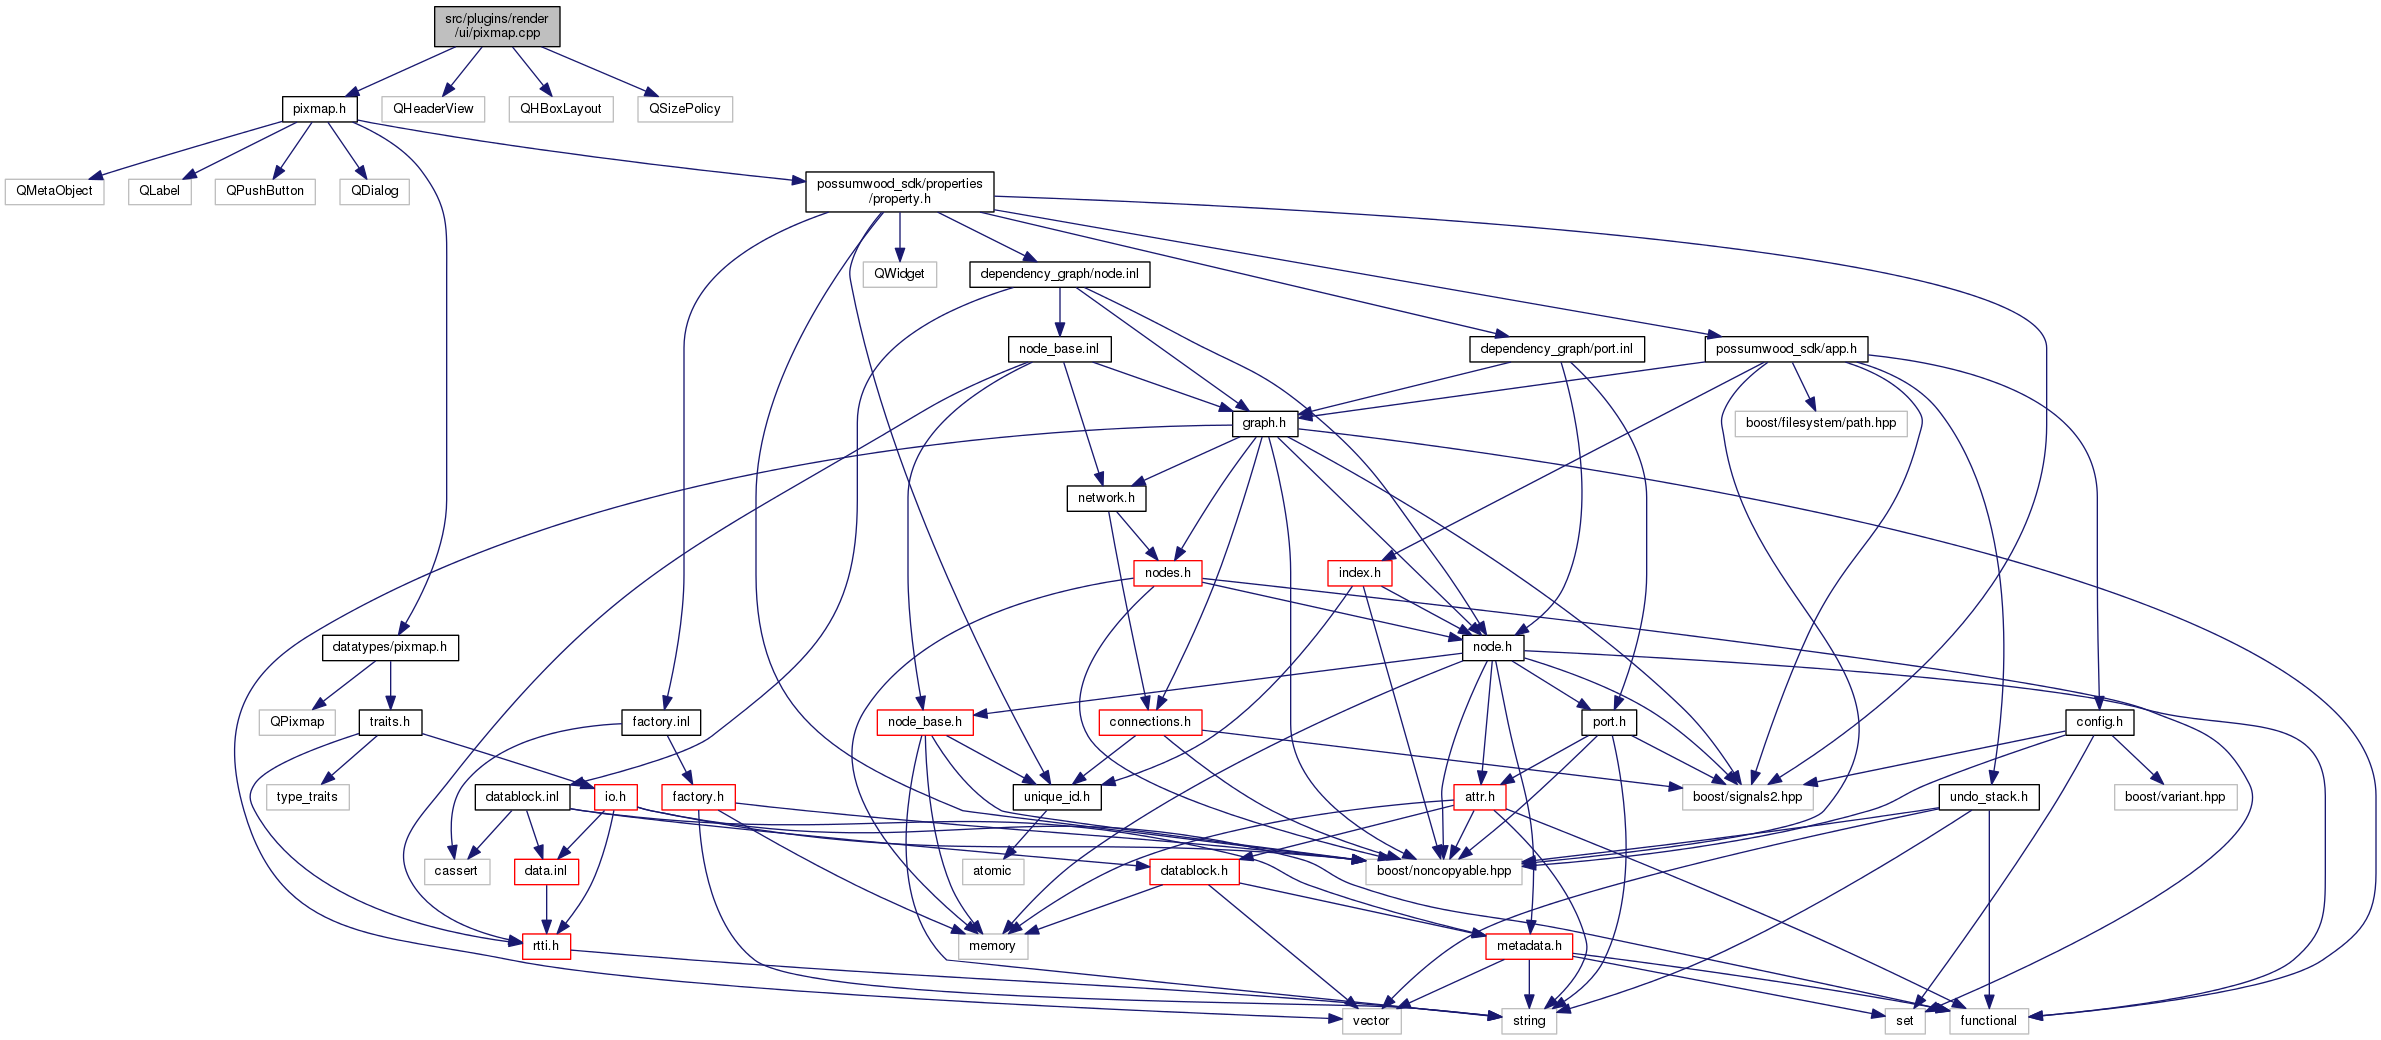 src/plugins/render
/ui/pixmap.cpp
pixmap.h
QHeaderView
QHBoxLayout
QSizePolicy
QMetaObject
QLabel
QPushButton
QDialog
possumwood_sdk/properties
/property.h
QWidget
dependency_graph/node.inl
node_base.inl
dependency_graph/port.inl
possumwood_sdk/app.h
graph.h
boost/filesystem/path.hpp
network.h
nodes.h
index.h
datatypes/pixmap.h
node.h
QPixmap
traits.h
factory.inl
node_base.h
connections.h
port.h
config.h
type_traits
datablock.inl
io.h
factory.h
unique_id.h
attr.h
boost/signals2.hpp
undo_stack.h
boost/variant.hpp
cassert
data.inl
atomic
datablock.h
boost/noncopyable.hpp
rtti.h
memory
metadata.h
vector
string
set
functional